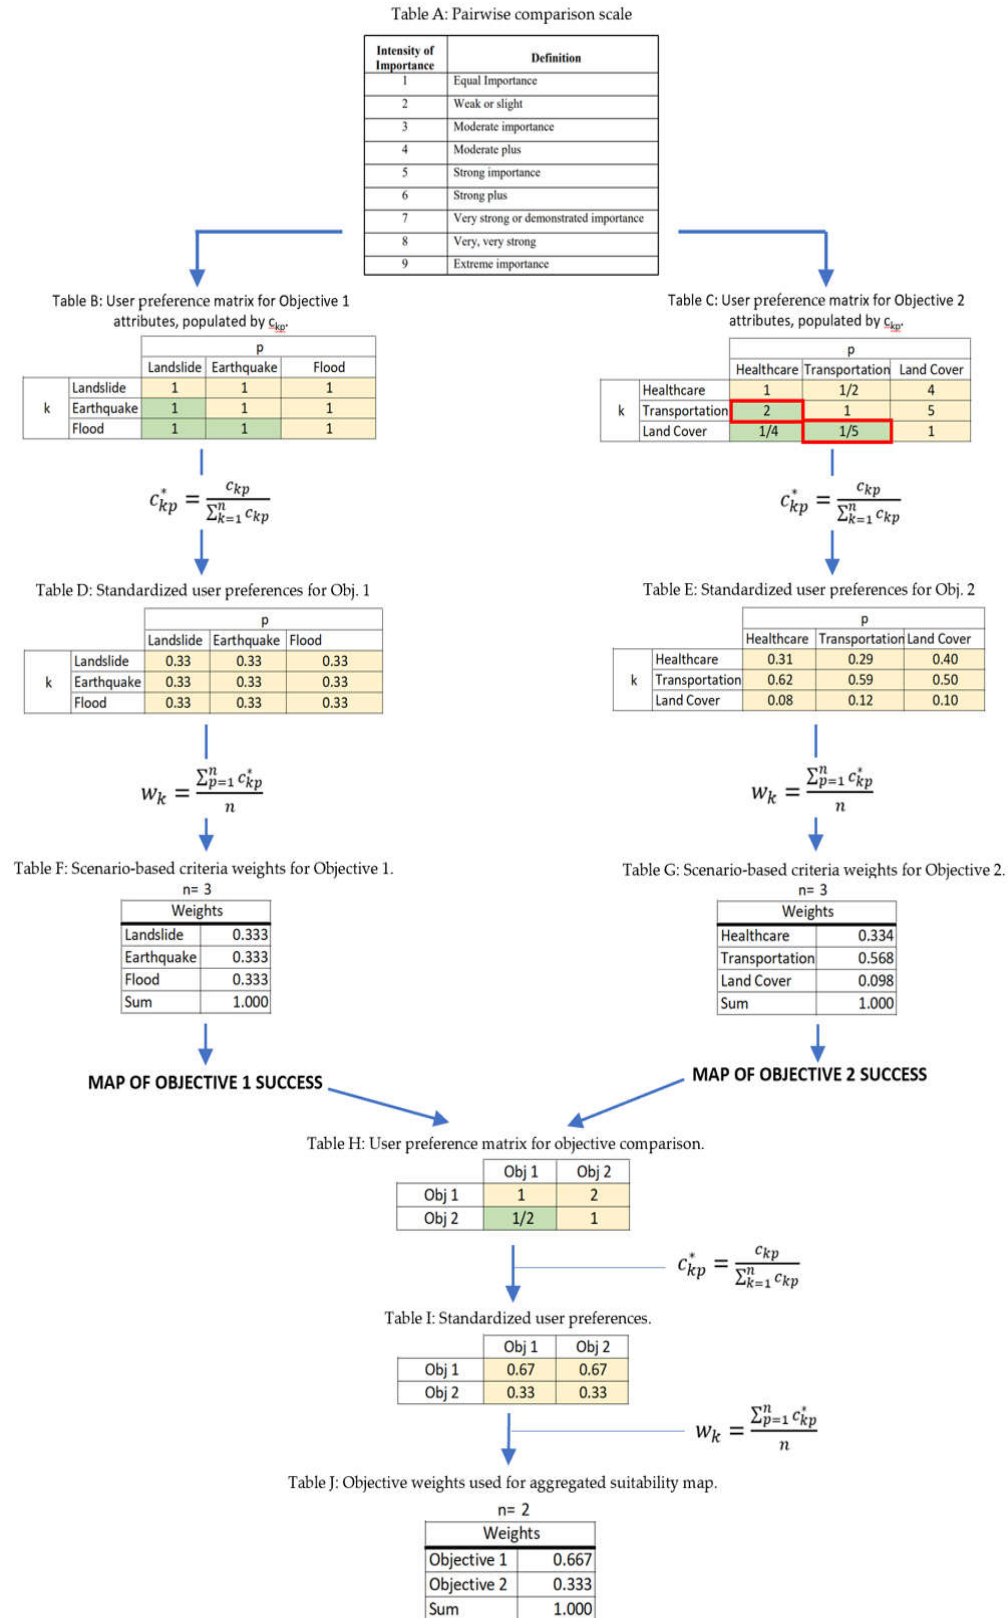 Table A: Pairwise comparison scale
Intensity of Importance Definition
1 Equal Importance
2 Weak or slight
3 Moderate importance
4 Moderate plus
5 Strong importance
6 Strong plus
7 Very strong or demonstrated importance
8 Very, very strong
9 Extreme importance
Table B: User preference matrix for Objective 1
attributes, populated by c_kp.
p
Landslide Earthquake Flood
Landslide 1 1 1
k Earthquake 1 1 1
Flood 1 1 1
Table C: User preference matrix for Objective 2
attributes, populated by c_kp.
p
Healthcare Transportation Land Cover
Healthcare 1 1/2 4
k Transportation 2 1 5
Land Cover 1/4 1/5 1
c*_kp = c_kp / ∑_{k=1}^{n} c_kp
c*_kp = c_kp / ∑_{k=1}^{n} c_kp
Table D: Standardized user preferences for Obj. 1
p
Landslide Earthquake Flood
Landslide 0.33 0.33 0.33
k Earthquake 0.33 0.33 0.33
Flood 0.33 0.33 0.33
Table E: Standardized user preferences for Obj. 2
p
Healthcare Transportation Land Cover
Healthcare 0.31 0.29 0.40
k Transportation 0.62 0.59 0.50
Land Cover 0.08 0.12 0.10
w_k = ∑_{p=1}^{n} c*_kp / n
w_k = ∑_{p=1}^{n} c*_kp / n
Table F: Scenario-based criteria weights for Objective 1.
n= 3
Weights
Landslide 0.333
Earthquake 0.333
Flood 0.333
Sum 1.000
Table G: Scenario-based criteria weights for Objective 2.
n= 3
Weights
Healthcare 0.334
Transportation 0.568
Land Cover 0.098
Sum 1.000
MAP OF OBJECTIVE 1 SUCCESS
MAP OF OBJECTIVE 2 SUCCESS
Table H: User preference matrix for objective comparison.
Obj 1 Obj 2
Obj 1 1 2
Obj 2 1/2 1
c*_kp = c_kp / ∑_{k=1}^{n} c_kp
Table I: Standardized user preferences.
Obj 1 Obj 2
Obj 1 0.67 0.67
Obj 2 0.33 0.33
w_k = ∑_{p=1}^{n} c*_kp / n
Table J: Objective weights used for aggregated suitability map.
n= 2
Weights
Objective 1 0.667
Objective 2 0.333
Sum 1.000